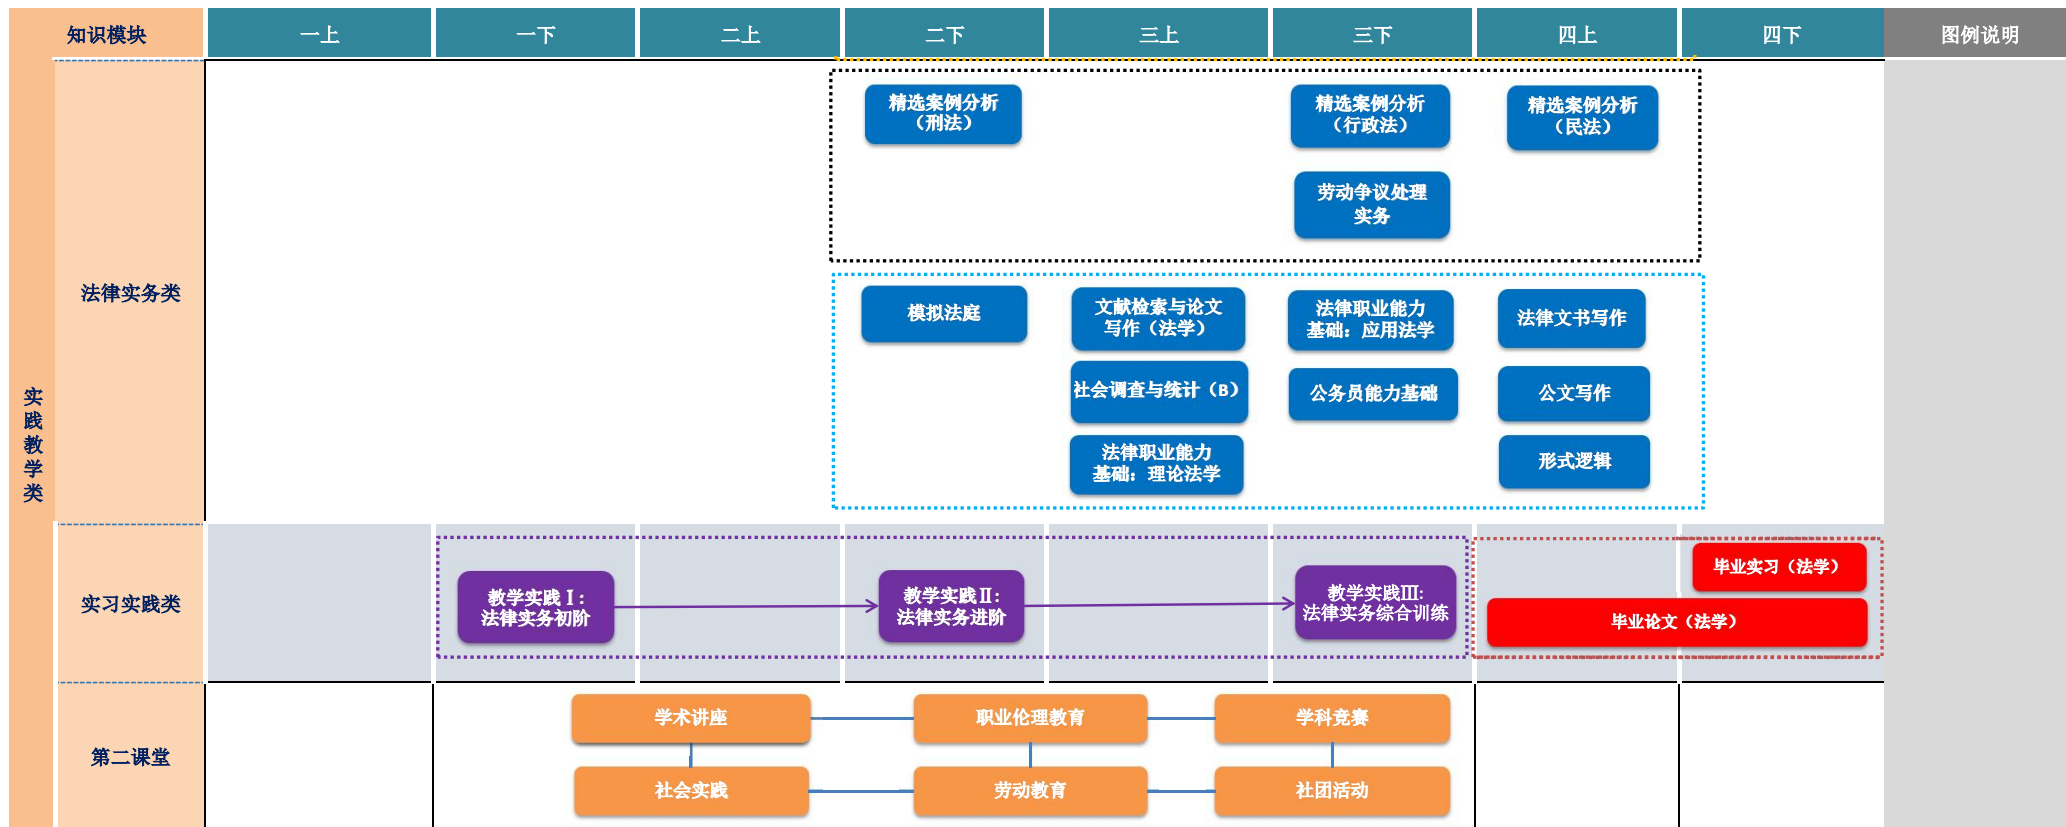 知识模块
一上
一下
二上
二下
三上
三下
四上
四下
图例说明
实践教学类
法律实务类
精选案例分析
（刑法）
精选案例分析
（行政法）
精选案例分析
（民法）
劳动争议处理
实务
模拟法庭
文献检索与论文
写作（法学）
法律职业能力
基础：应用法学
法律文书写作
社会调查与统计（B）
公务员能力基础
公文写作
法律职业能力
基础：理论法学
形式逻辑
实习实践类
教学实践Ⅰ:
法律实务初阶
教学实践Ⅱ:
法律实务进阶
教学实践Ⅲ:
法律实务综合训练
毕业实习（法学）
毕业论文（法学）
第二课堂
学术讲座
职业伦理教育
学科竞赛
社会实践
劳动教育
社团活动